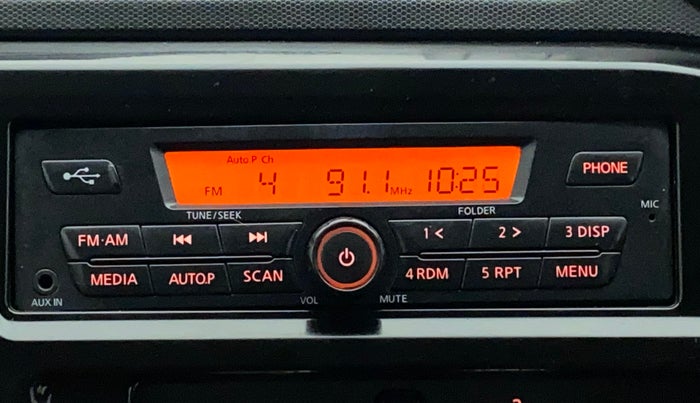 Auto P Ch
FM 4 91.1 MHz 10:25
PHONE
MIC
TUNE/SEEK
FOLDER
FM·AM
1 <
2 >
3 DISP
MEDIA
AUTO.P
SCAN
4 RDM
5 RPT
MENU
AUX IN
VOL
MUTE